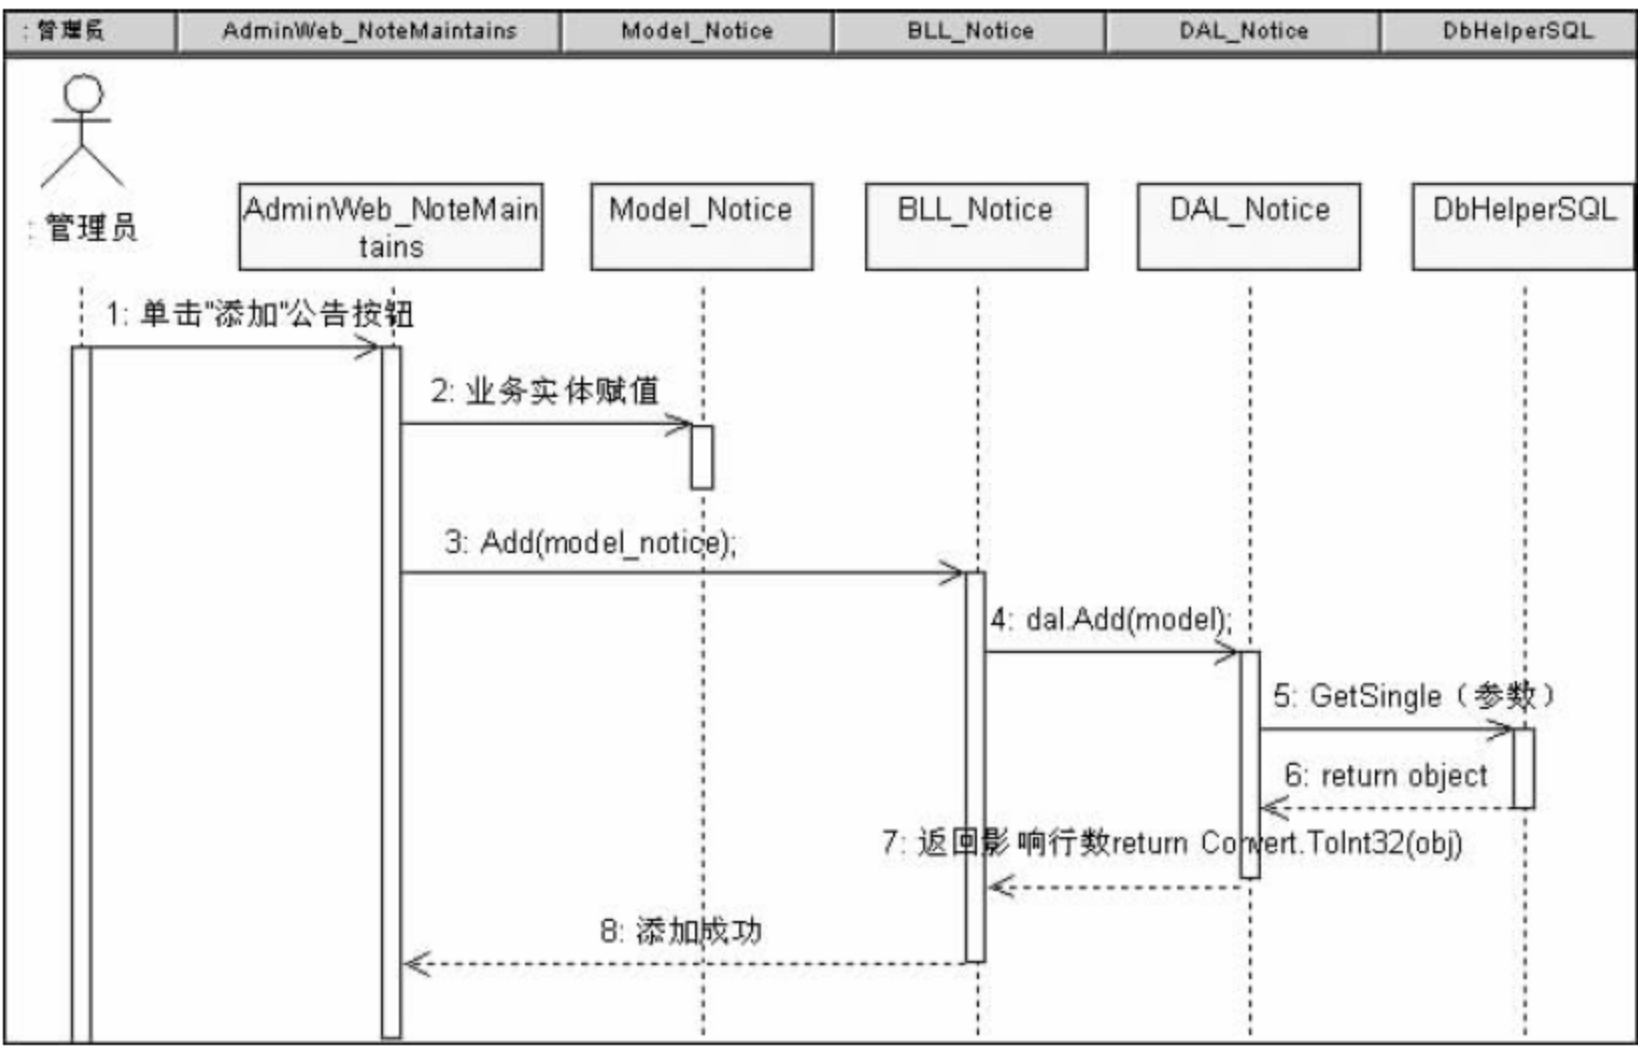 : 管理员
AdminWeb_NoteMaintains
Model_Notice
BLL_Notice
DAL_Notice
DbHelperSQL
: 管理员
AdminWeb_NoteMain
tains
Model_Notice
BLL_Notice
DAL_Notice
DbHelperSQL
1: 单击"添加"公告按钮
2: 业务实体赋值
3: Add(model_notice);
4: dal.Add(model);
5: GetSingle（参数）
6: return object
7: 返回影响行数return Convert.ToInt32(obj)
8: 添加成功